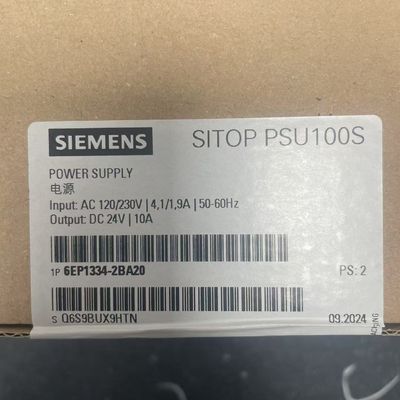 SIEMENS
SITOP PSU100S
POWER SUPPLY
电源
Input: AC 120/230V | 4,1/1,9A | 50-60Hz
Output: DC 24V | 10A
1P 6EP1334-2BA20
PS: 2
S Q6S9BUX9HTN
09.2024